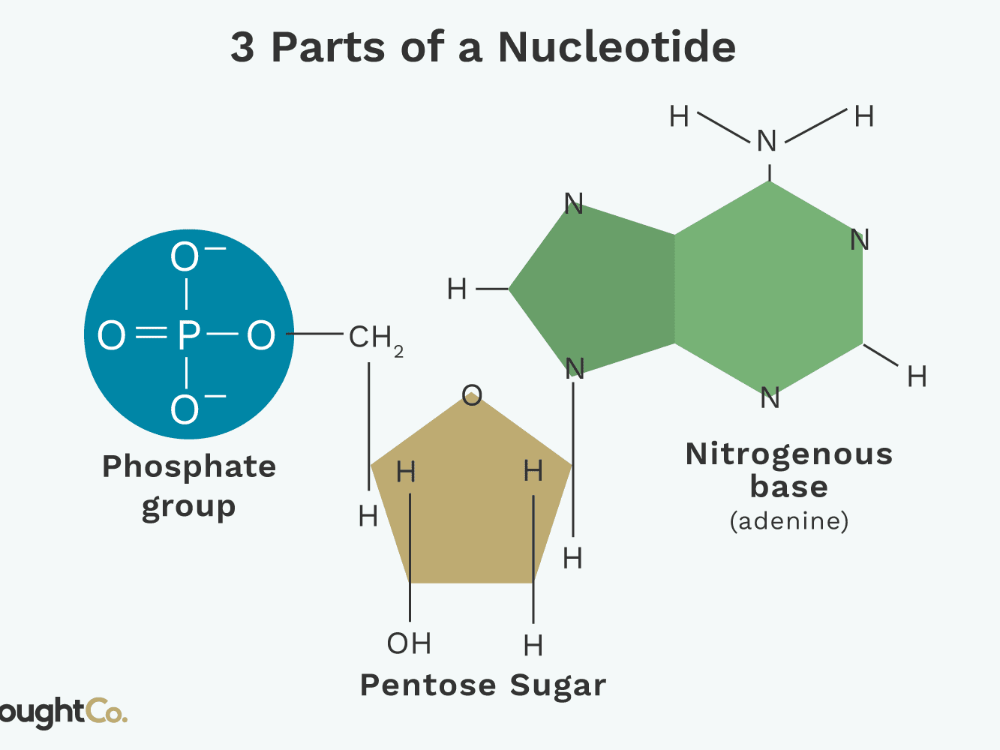 3 Parts of a Nucleotide
H H
N
N
N
H
O–
O=P–O
CH₂
O–
N
H
O
N
H H
H
H
OH
H
Phosphate
group
Nitrogenous
base
(adenine)
Pentose Sugar
oughtCo.